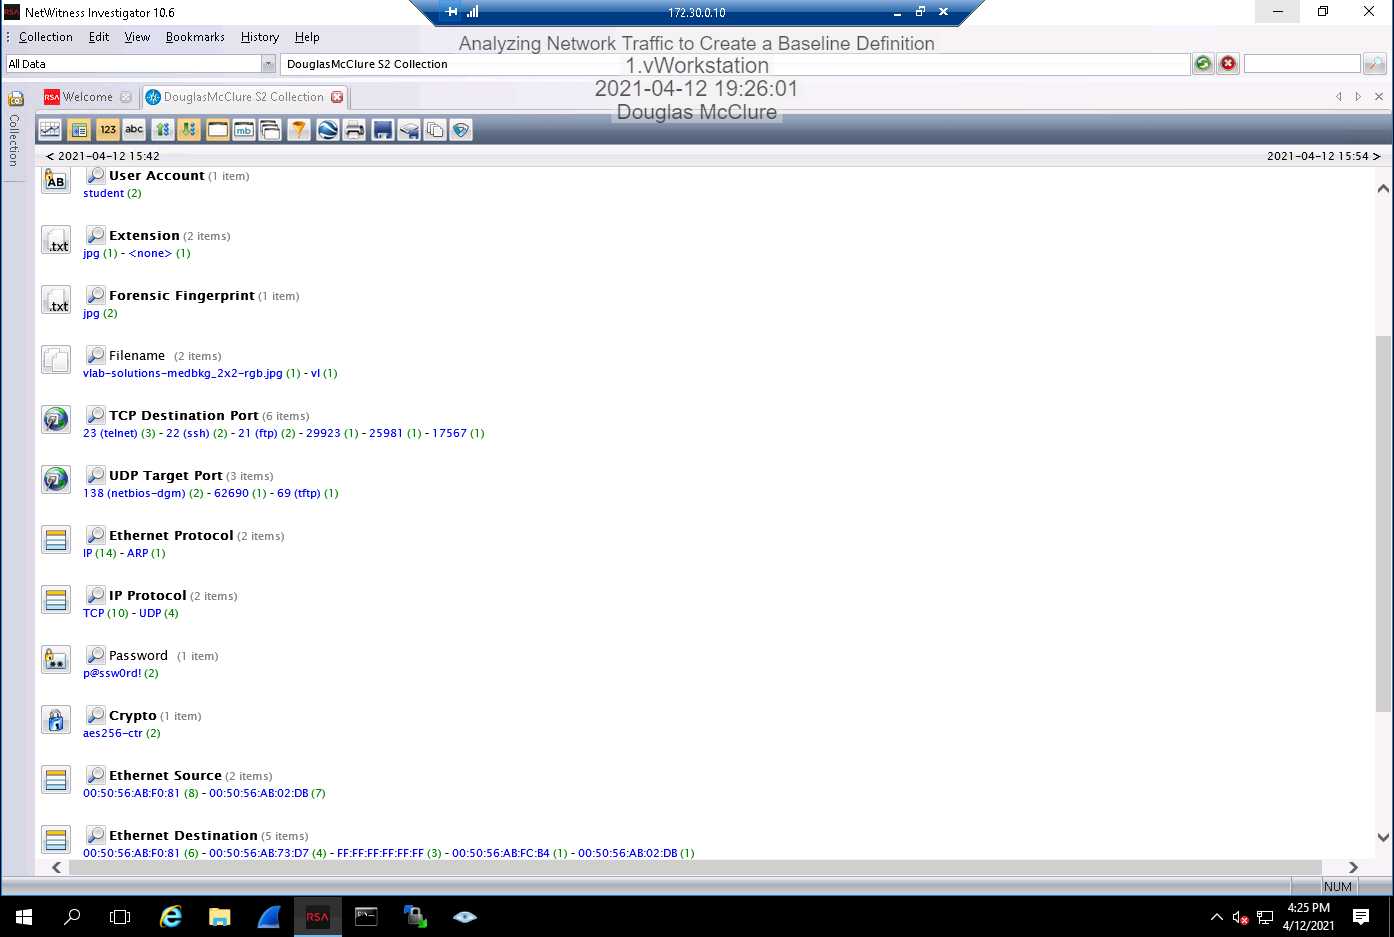 RSA NetWitness Investigator 10.6
172.30.0.10
Collection Edit View Bookmarks History Help
Analyzing Network Traffic to Create a Baseline Definition
All Data
DouglasMcClure S2 Collection
1.vWorkstation
2021-04-12 19:26:01
Douglas McClure
RSA Welcome
DouglasMcClure S2 Collection
Collection
123 abc mb
< 2021-04-12 15:42
2021-04-12 15:54 >
AB User Account (1 item)
student (2)
.txt Extension (2 items)
jpg (1) - <none> (1)
.txt Forensic Fingerprint (1 item)
jpg (2)
Filename (2 items)
vlab-solutions-medbkg_2x2-rgb.jpg (1) - vl (1)
TCP Destination Port (6 items)
23 (telnet) (3) - 22 (ssh) (2) - 21 (ftp) (2) - 29923 (1) - 25981 (1) - 17567 (1)
UDP Target Port (3 items)
138 (netbios-dgm) (2) - 62690 (1) - 69 (tftp) (1)
Ethernet Protocol (2 items)
IP (14) - ARP (1)
IP Protocol (2 items)
TCP (10) - UDP (4)
Password (1 item)
p@ssw0rd! (2)
Crypto (1 item)
aes256-ctr (2)
Ethernet Source (2 items)
00:50:56:AB:F0:81 (8) - 00:50:56:AB:02:DB (7)
Ethernet Destination (5 items)
00:50:56:AB:F0:81 (6) - 00:50:56:AB:73:D7 (4) - FF:FF:FF:FF:FF:FF (3) - 00:50:56:AB:FC:B4 (1) - 00:50:56:AB:02:DB (1)
NUM
RSA
4:25 PM
4/12/2021